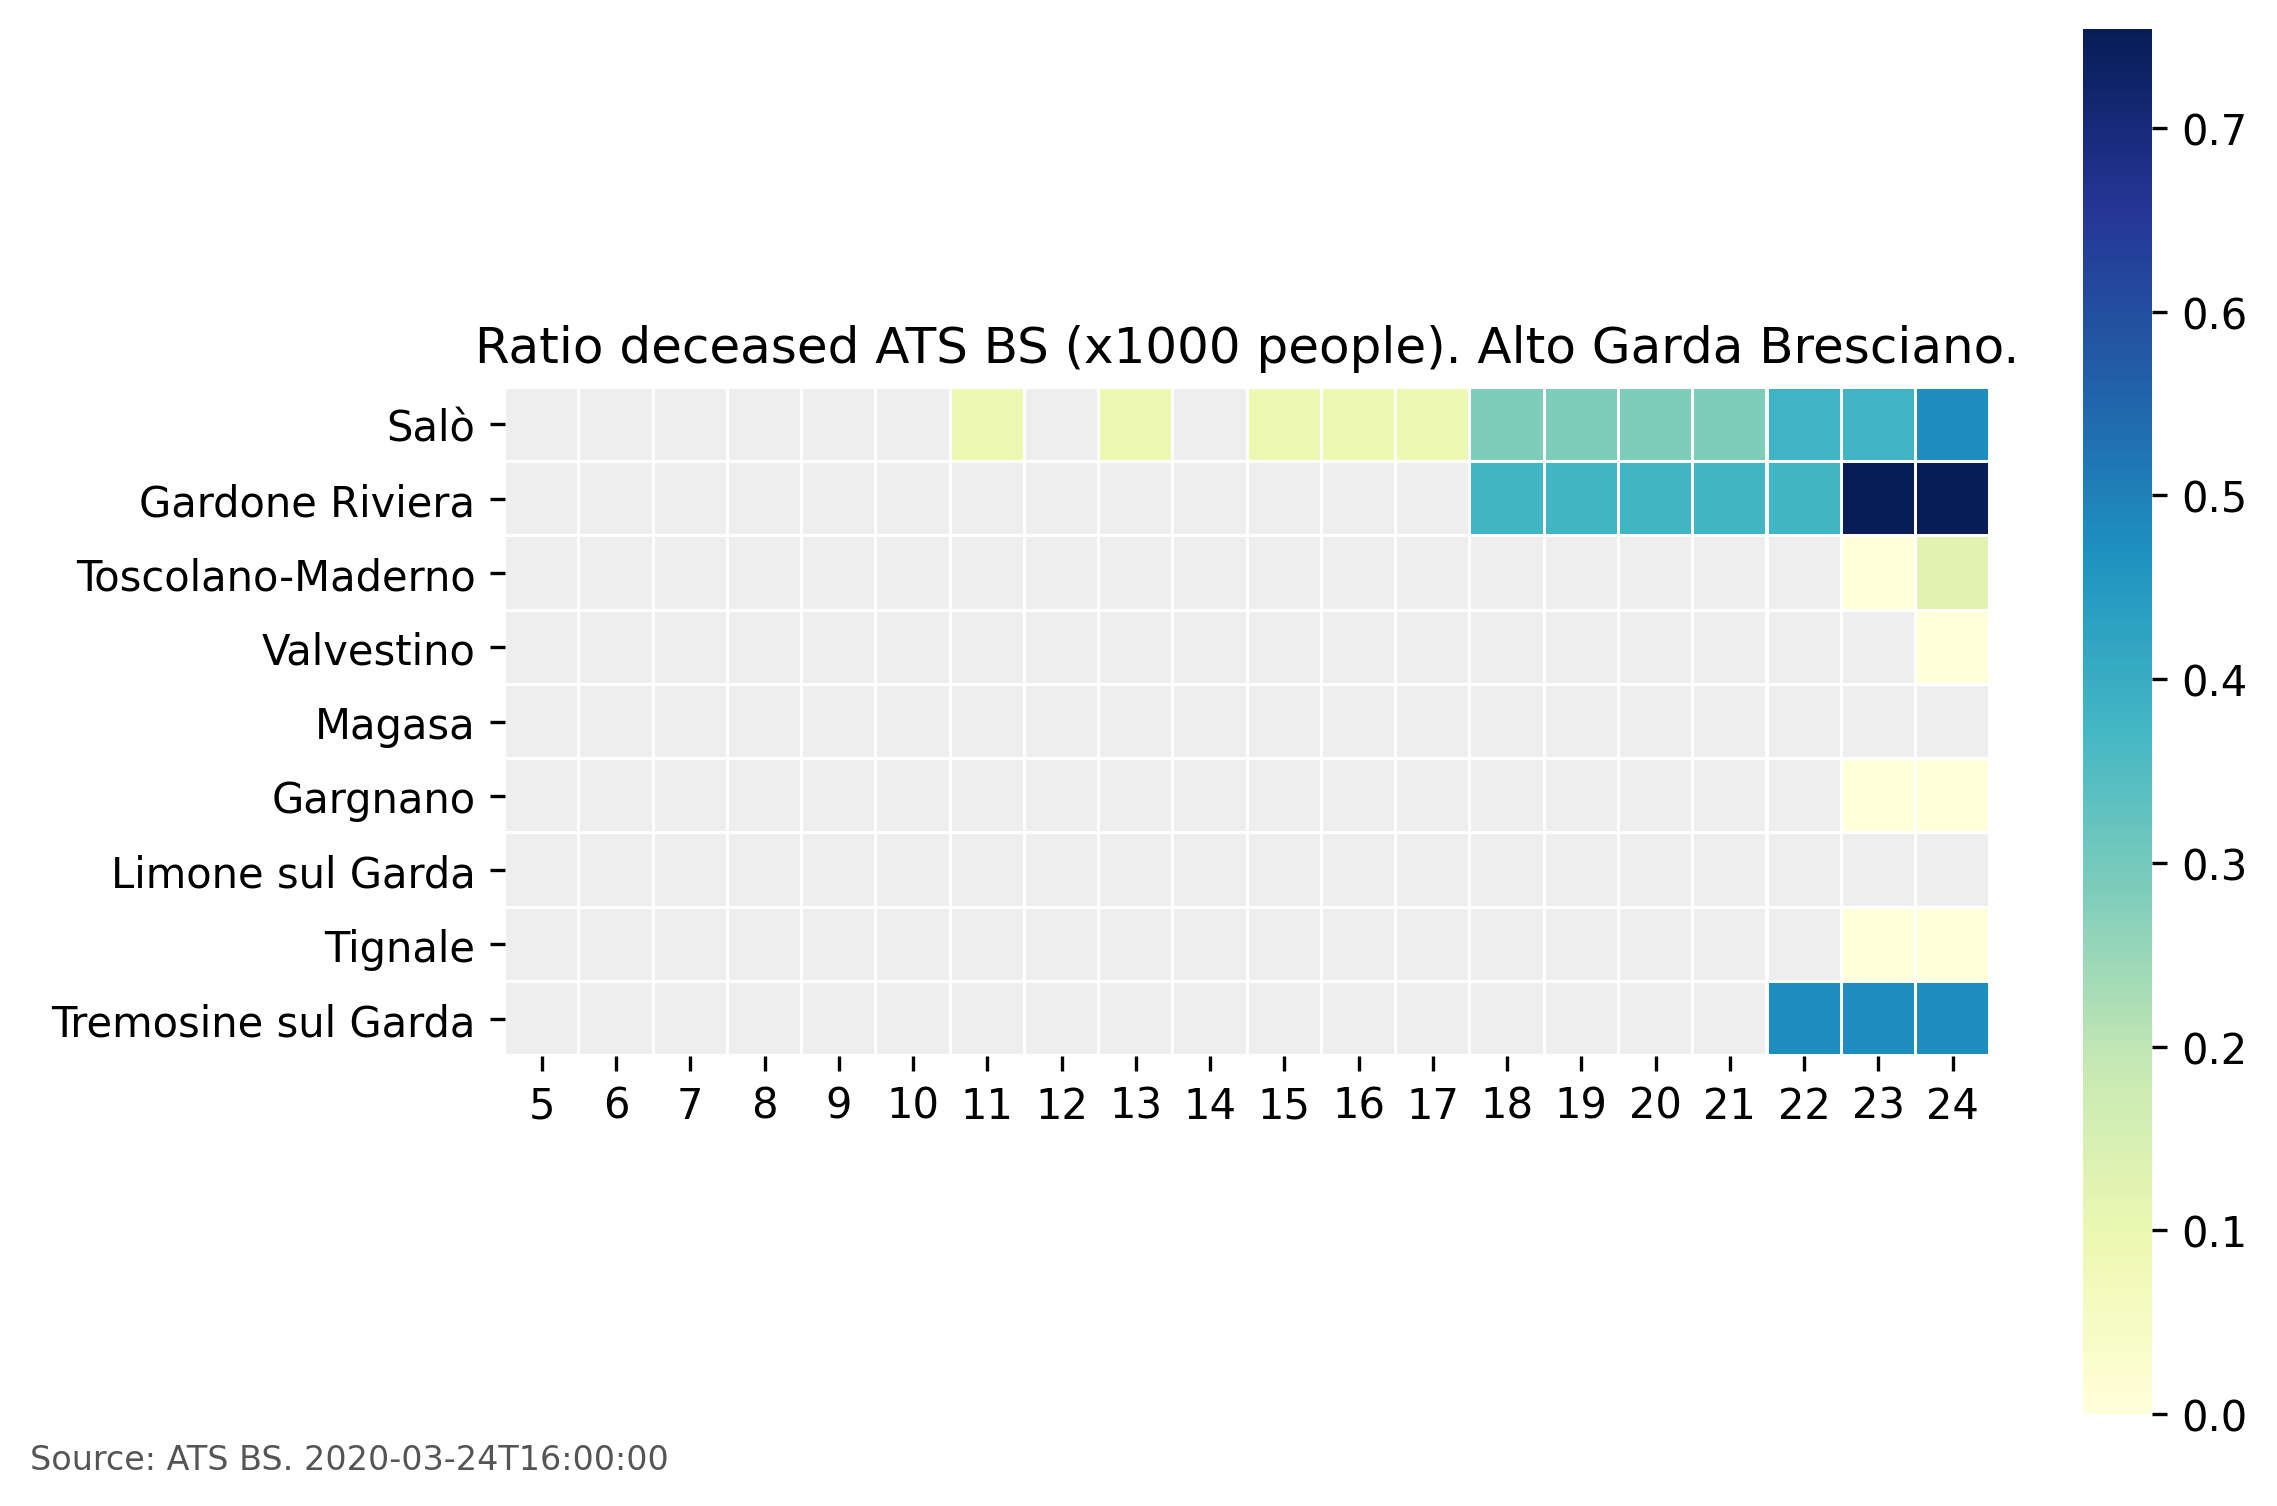 Ratio deceased ATS BS (x1000 people). Alto Garda Bresciano.
Salò
Gardone Riviera
Toscolano-Maderno
Valvestino
Magasa
Gargnano
Limone sul Garda
Tignale
Tremosine sul Garda
5 6 7 8 9 10 11 12 13 14 15 16 17 18 19 20 21 22 23 24
0.7
0.6
0.5
0.4
0.3
0.2
0.1
0.0
Source: ATS BS. 2020-03-24T16:00:00